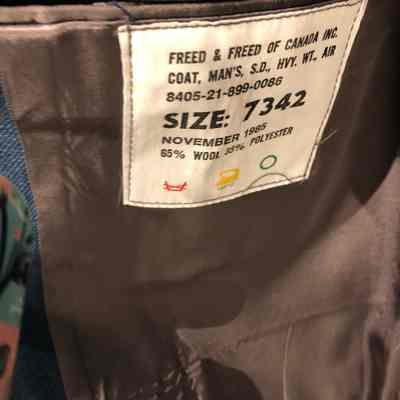 FREED & FREED OF CANADA INC.
COAT, MAN'S, S.D., HVY. WT., AIR
8405-21-899-0086
SIZE: 7342
NOVEMBER 1985
65% WOOL 35% POLYESTER